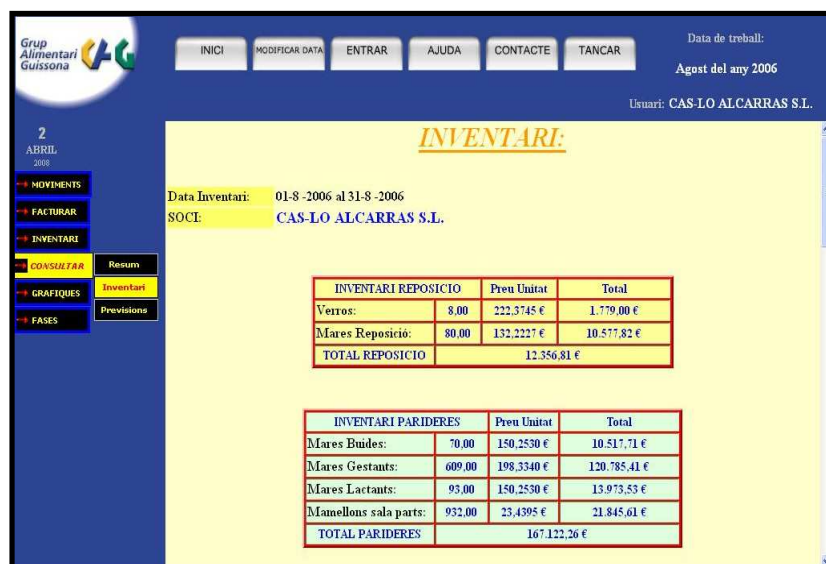 Grup
Alimentari
Guissona
CAG
INICI
MODIFICAR DATA
ENTRAR
AJUDA
CONTACTE
TANCAR
Data de treball:
Agost del any 2006
Usuari: CAS-LO ALCARRAS S.L.
2
ABRIL
2008
MOVIMENTS
FACTURAR
INVENTARI
CONSULTAR
GRAFIQUES
FASES
Resum
Inventari
Previsions
INVENTARI:
Data Inventari: 01-8 -2006 al 31-8 -2006
SOCI: CAS-LO ALCARRAS S.L.
INVENTARI REPOSICIO Preu Unitat Total
Verros: 8,00 222,3745 € 1.779,00 €
Mares Reposició: 80,00 132,2227 € 10.577,82 €
TOTAL REPOSICIO 12.356,81 €
INVENTARI PARIDERES Preu Unitat Total
Mares Buides: 70,00 150,2530 € 10.517,71 €
Mares Gestants: 609,00 198,3340 € 120.785,41 €
Mares Lactants: 93,00 150,2530 € 13.973,53 €
Mamellons sala parts: 932,00 23,4395 € 21.845,61 €
TOTAL PARIDERES 167.122,26 €